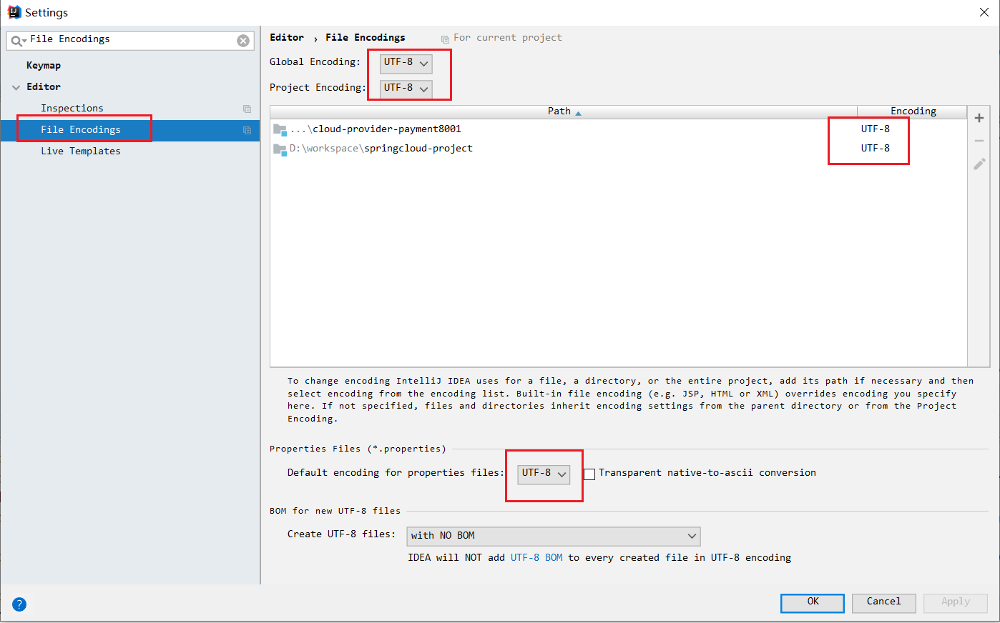 Settings
File Encodings
Keymap
Editor
Inspections
File Encodings
Live Templates
Editor › File Encodings For current project
Global Encoding: UTF-8
Project Encoding: UTF-8
Path Encoding
...\cloud-provider-payment8001 UTF-8
D:\workspace\springcloud-project UTF-8
To change encoding IntelliJ IDEA uses for a file, a directory, or the entire project, add its path if necessary and then
select encoding from the encoding list. Built-in file encoding (e.g. JSP, HTML or XML) overrides encoding you specify
here. If not specified, files and directories inherit encoding settings from the parent directory or from the Project
Encoding.
Properties Files (*.properties)
Default encoding for properties files: UTF-8 Transparent native-to-ascii conversion
BOM for new UTF-8 files
Create UTF-8 files: with NO BOM
IDEA will NOT add UTF-8 BOM to every created file in UTF-8 encoding
? OK Cancel Apply